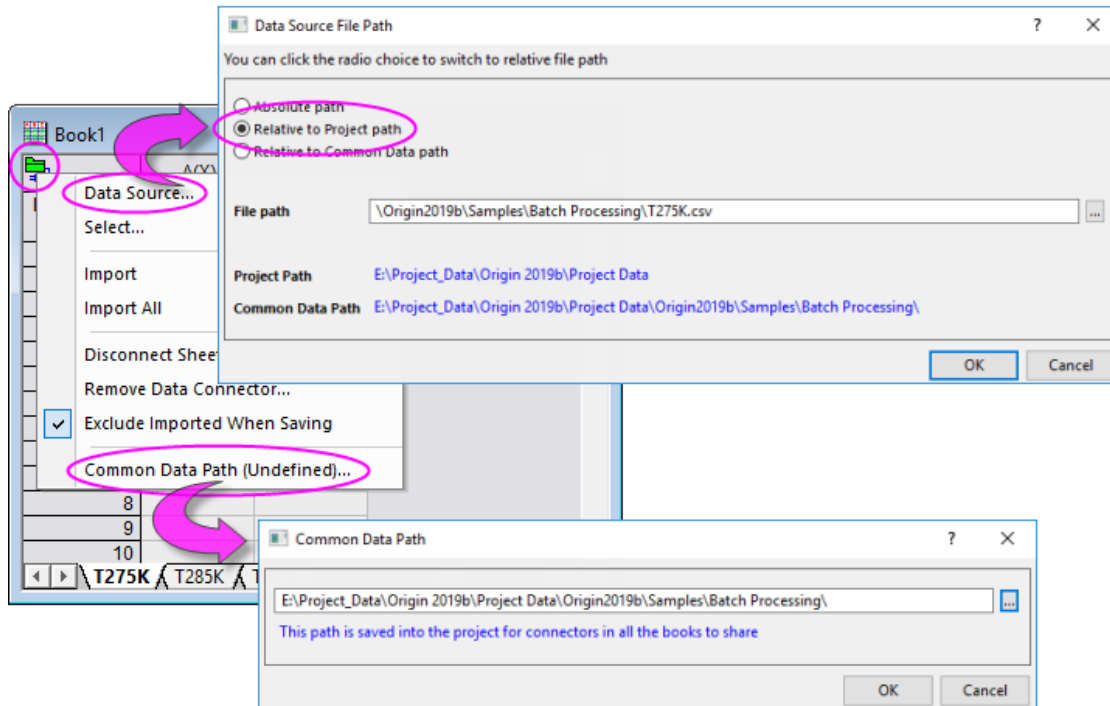 Data Source File Path
?
You can click the radio choice to switch to relative file path
Absolute path
Relative to Project path
Relative to Common Data path
File path \Origin2019b\Samples\Batch Processing\T275K.csv ...
Project Path E:\Project_Data\Origin 2019b\Project Data
Common Data Path E:\Project_Data\Origin 2019b\Project Data\Origin2019b\Samples\Batch Processing\
OK Cancel
Book1
A(X)
Data Source...
Select...
Import
Import All
Disconnect Sheet
Remove Data Connector...
Exclude Imported When Saving
Common Data Path (Undefined)...
8
9
10
T275K T285K
Common Data Path
?
E:\Project_Data\Origin 2019b\Project Data\Origin2019b\Samples\Batch Processing\ ...
This path is saved into the project for connectors in all the books to share
OK Cancel